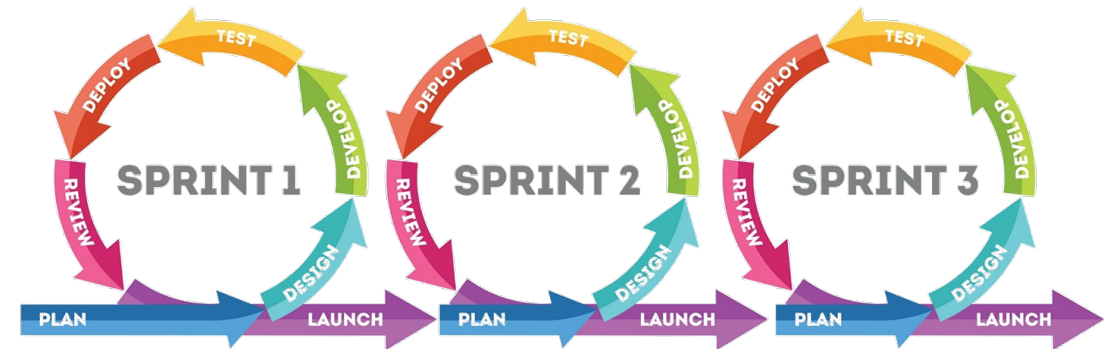 SPRINT 1
PLAN
DESIGN
DEVELOP
TEST
DEPLOY
REVIEW
LAUNCH
SPRINT 2
PLAN
DESIGN
DEVELOP
TEST
DEPLOY
REVIEW
LAUNCH
SPRINT 3
PLAN
DESIGN
DEVELOP
TEST
DEPLOY
REVIEW
LAUNCH